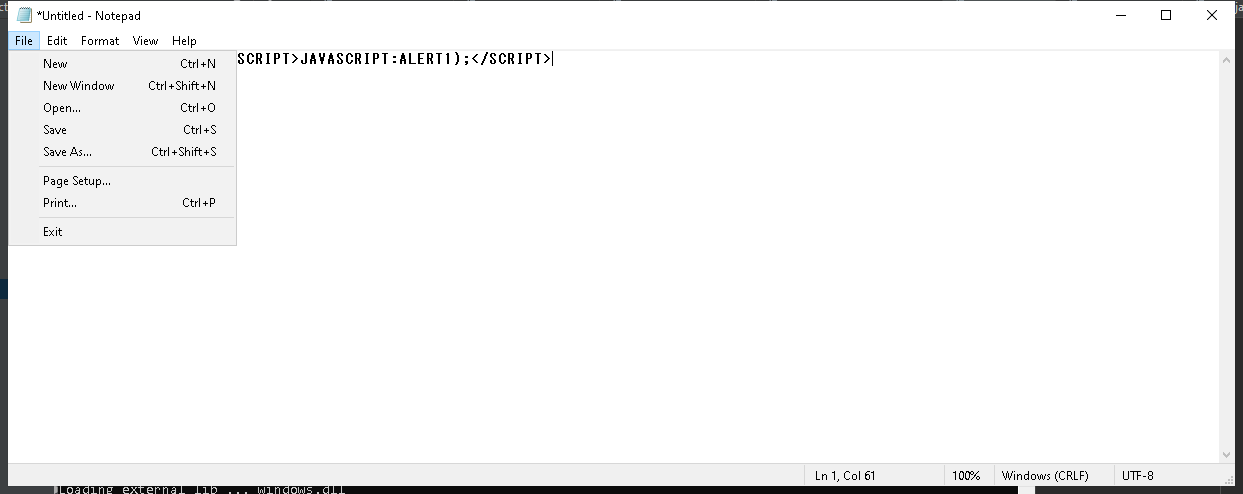 *Untitled - Notepad
File Edit Format View Help
SCRIPT>JAVASCRIPT:ALERT1);</SCRIPT>
New Ctrl+N
New Window Ctrl+Shift+N
Open... Ctrl+O
Save Ctrl+S
Save As... Ctrl+Shift+S
Page Setup...
Print... Ctrl+P
Exit
Ln 1, Col 61 100% Windows (CRLF) UTF-8
Loading external lib ... windows.dll